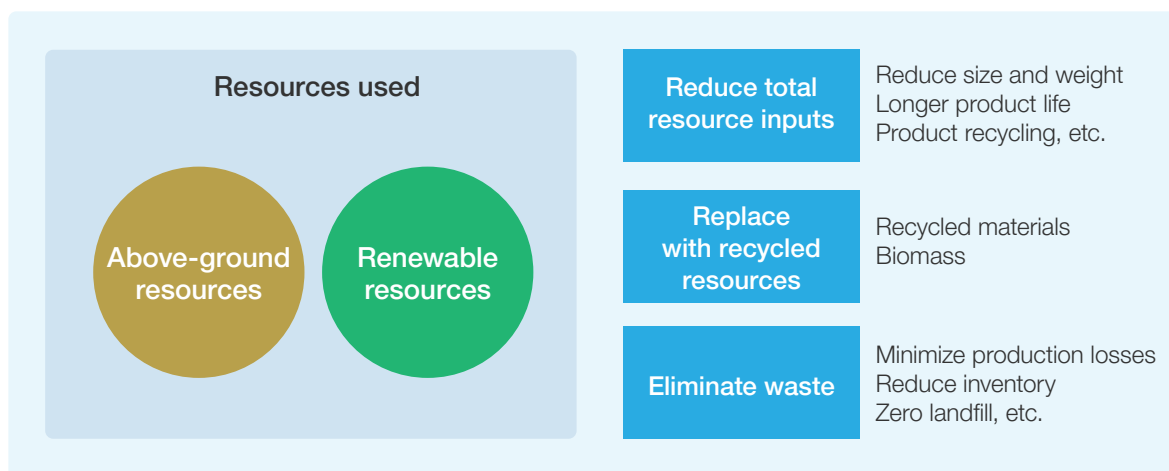 Resources used
Above-ground
resources
Renewable
resources
Reduce total
resource inputs
Reduce size and weight
Longer product life
Product recycling, etc.
Replace
with recycled
resources
Recycled materials
Biomass
Eliminate waste
Minimize production losses
Reduce inventory
Zero landfill, etc.